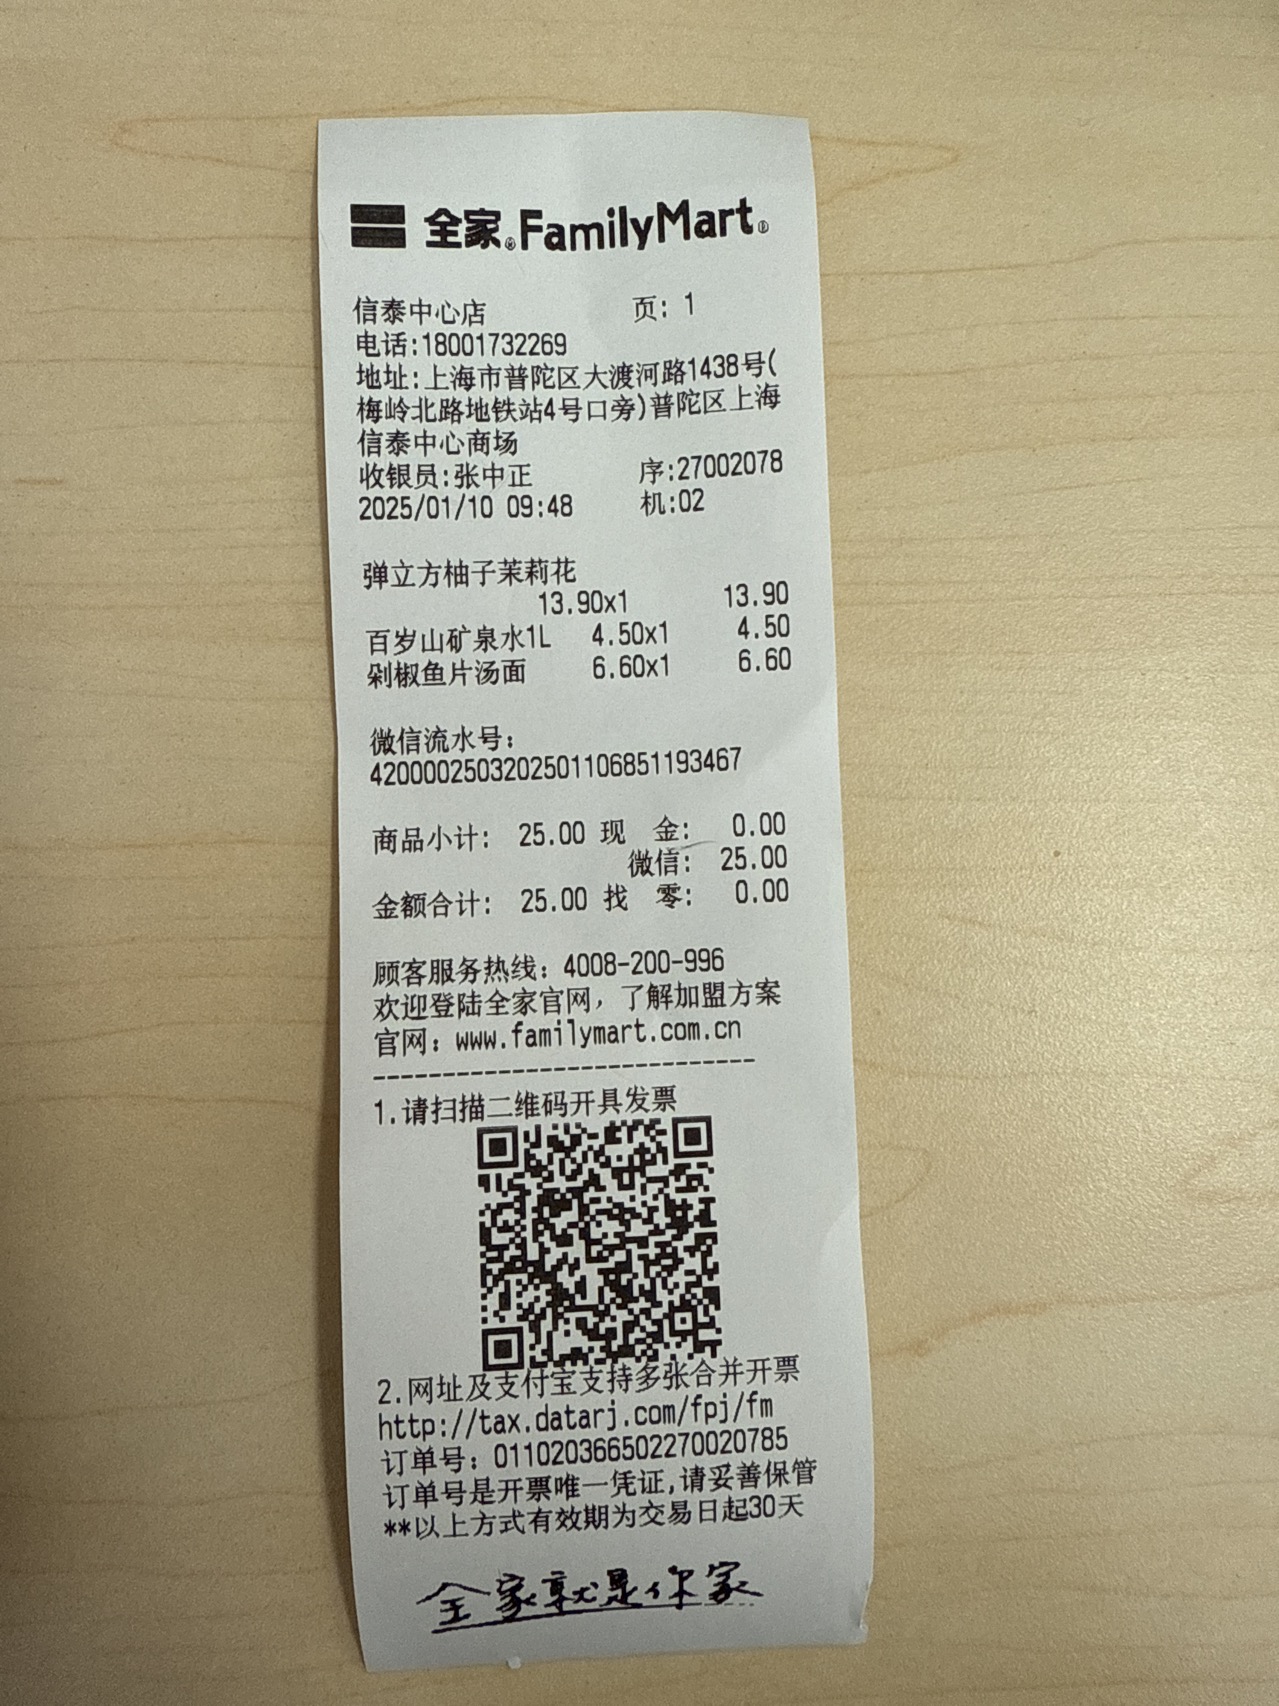 全家® FamilyMart®
信泰中心店 页: 1
电话:18001732269
地址:上海市普陀区大渡河路1438号(
梅岭北路地铁站4号口旁)普陀区上海
信泰中心商场
收银员:张中正 序:27002078
2025/01/10 09:48 机:02
弹立方柚子茉莉花
13.90x1 13.90
百岁山矿泉水1L 4.50x1 4.50
剁椒鱼片汤面 6.60x1 6.60
微信流水号:
4200002503202501106851193467
商品小计: 25.00 现 金: 0.00
微信: 25.00
金额合计: 25.00 找 零: 0.00
顾客服务热线: 4008-200-996
欢迎登陆全家官网, 了解加盟方案
官网: www.familymart.com.cn
----------------------------
1.请扫描二维码开具发票
2.网址及支付宝支持多张合并开票
http://tax.datarj.com/fpj/fm
订单号: 011020366502270020785
订单号是开票唯一凭证,请妥善保管
**以上方式有效期为交易日起30天
全家就是你家